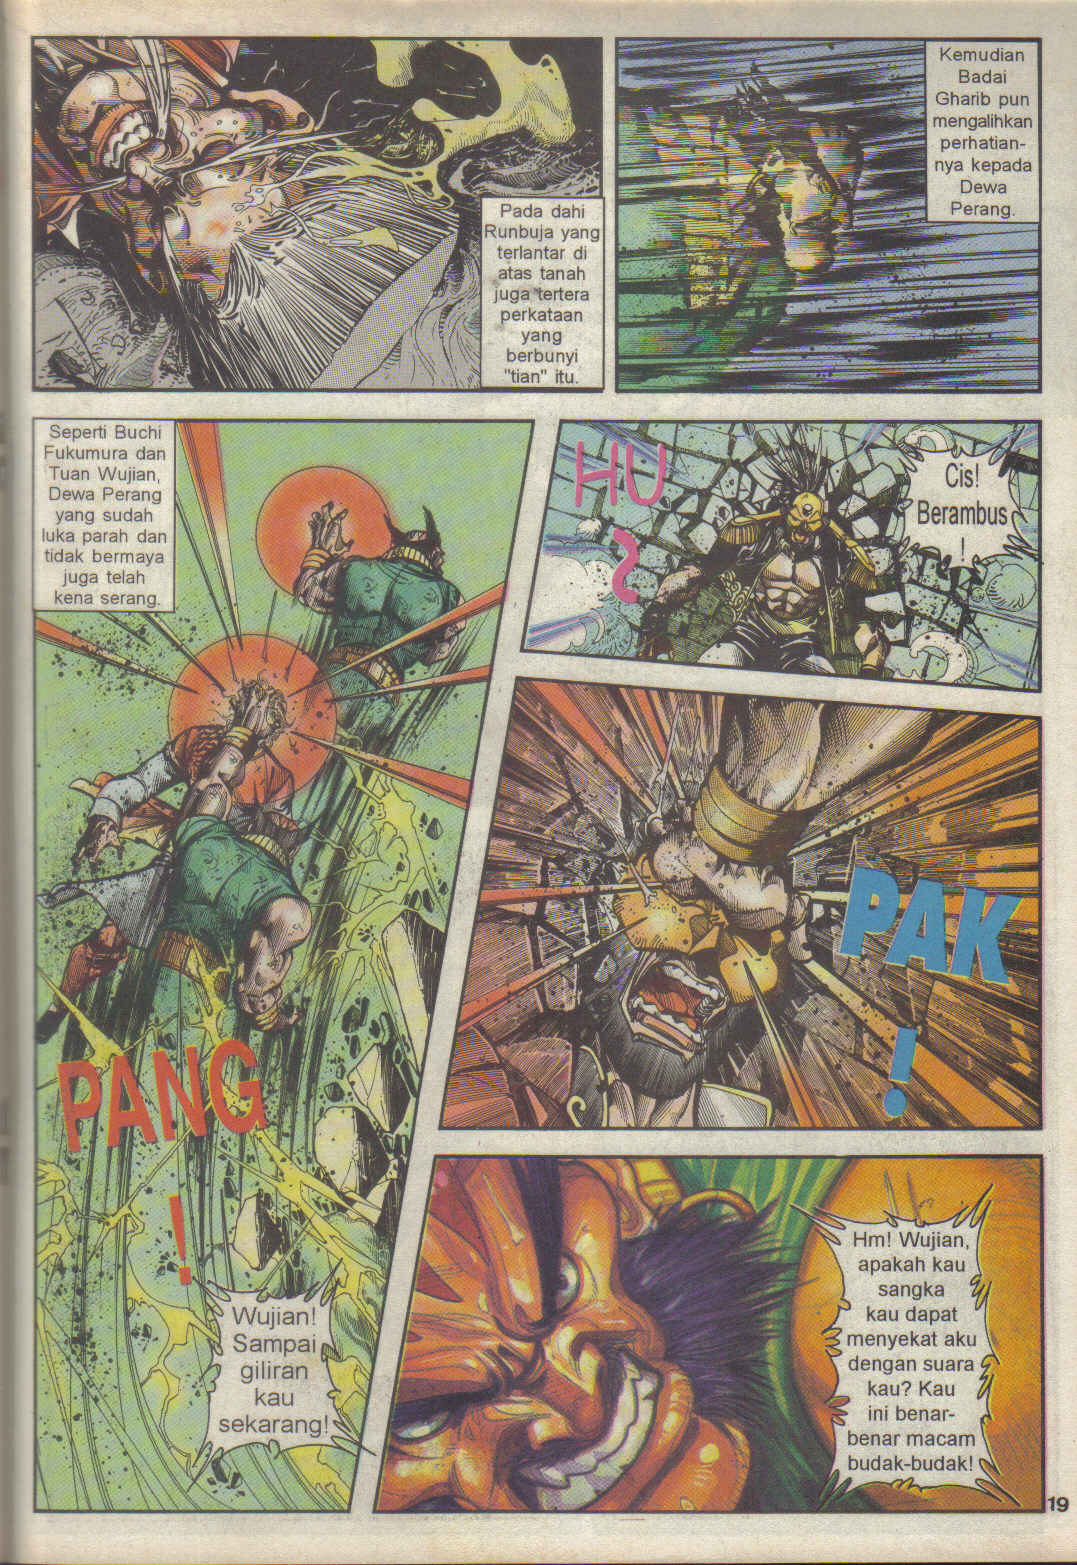 Pada dahi
Runbuja yang
terlantar di
atas tanah
juga tertera
perkataan
yang
berbunyi
"tian" itu.
Kemudian
Badai
Gharib pun
mengalihkan
perhatian-
nya kepada
Dewa
Perang.
Seperti Buchi
Fukumura dan
Tuan Wujian,
Dewa Perang
yang sudah
luka parah dan
tidak bermaya
juga telah
kena serang.
PANG
!
Wujian!
Sampai
giliran
kau
sekarang!
HU
Cis!
Berambus
!
PAK
!
Hm! Wujian,
apakah kau
sangka
kau dapat
menyekat aku
dengan suara
kau? Kau
ini benar-
benar macam
budak-budak!
19